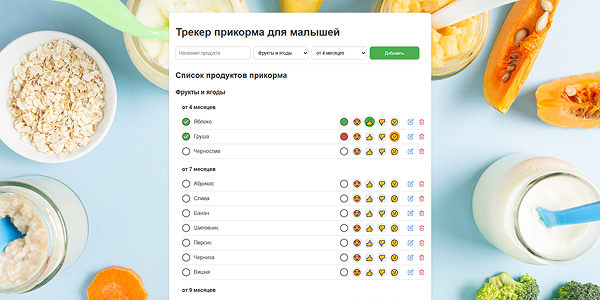 Трекер прикорма для малышей
Название продукта Фрукты и ягоды от 4 месяцев Добавить
Список продуктов прикорма
Фрукты и ягоды
от 4 месяцев
Яблоко
Груша
Чернослив
от 7 месяцев
Абрикос
Слива
Банан
Шиповник
Персик
Черника
Вишня
от 9 месяцев